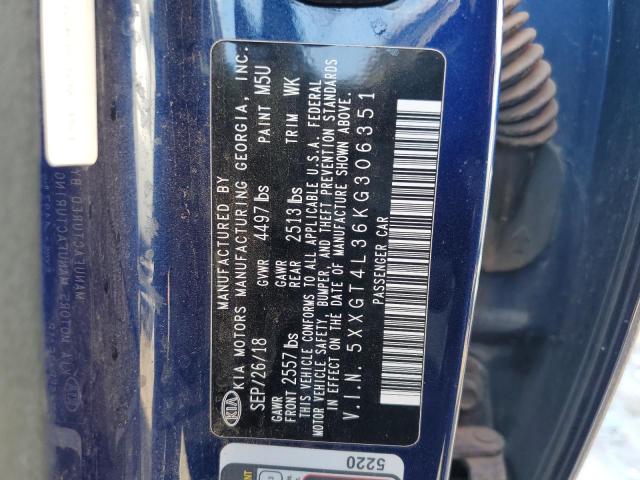 MANUFACTURED BY
KIA KIA MOTORS MANUFACTURING GEORGIA, INC.
SEP/26/18 GVWR 4497 lbs PAINT M5U
GAWR FRONT 2557 lbs GAWR REAR 2513 lbs TRIM WK
THIS VEHICLE CONFORMS TO ALL APPLICABLE U.S.A. FEDERAL
MOTOR VEHICLE SAFETY, BUMPER, AND THEFT PREVENTION STANDARDS
IN EFFECT ON THE DATE OF MANUFACTURE SHOWN ABOVE.
V.I.N. 5XXGT4L36KG306351
PASSENGER CAR
5220